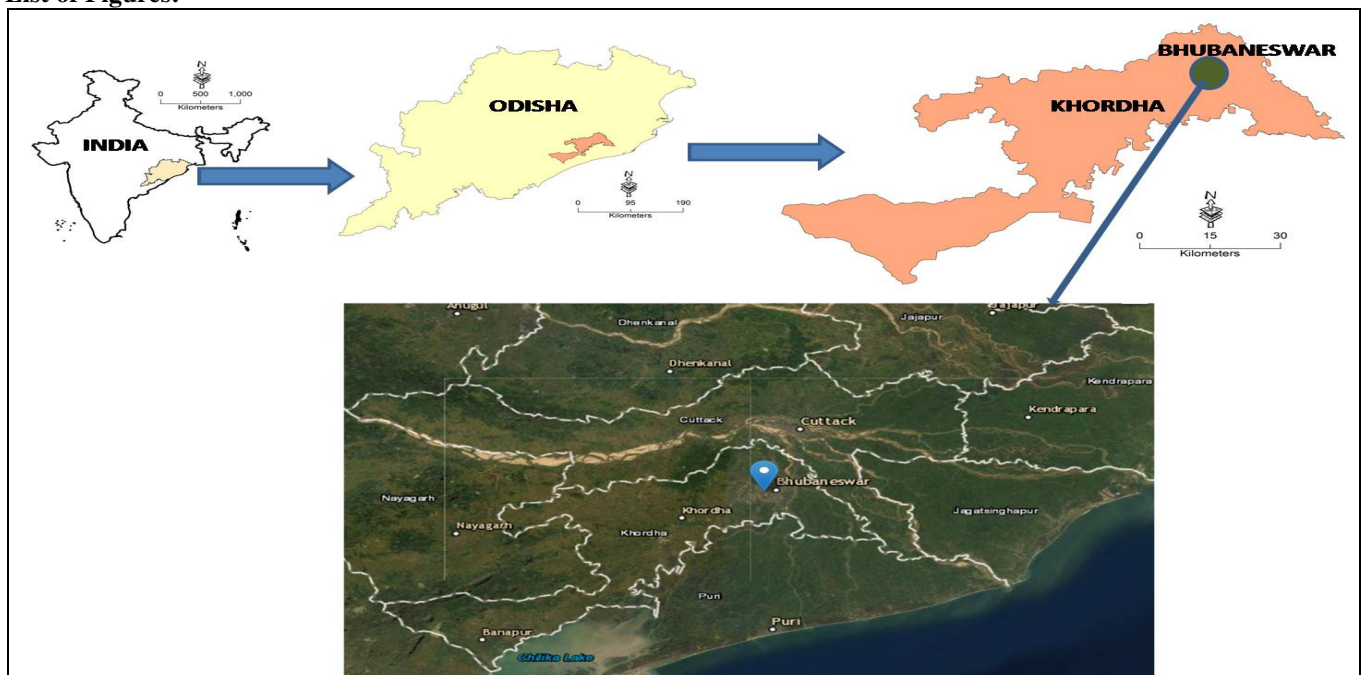 List of Figures:
INDIA
N
0 500 1,000
Kilometers
ODISHA
N
0 95 190
Kilometers
BHUBANESWAR
KHORDHA
N
0 15 30
Kilometers
Anugul
Dhenkanal
Jajapur
Jajapur
Dhenkanal
Kendrapara
Kendrapara
Cuttack
Cuttack
Bhubaneswar
Nayagarh
Khordha
Jagatsinghapur
Nayagarh
Khordha
Puri
Puri
Banapur
Chilika Lake